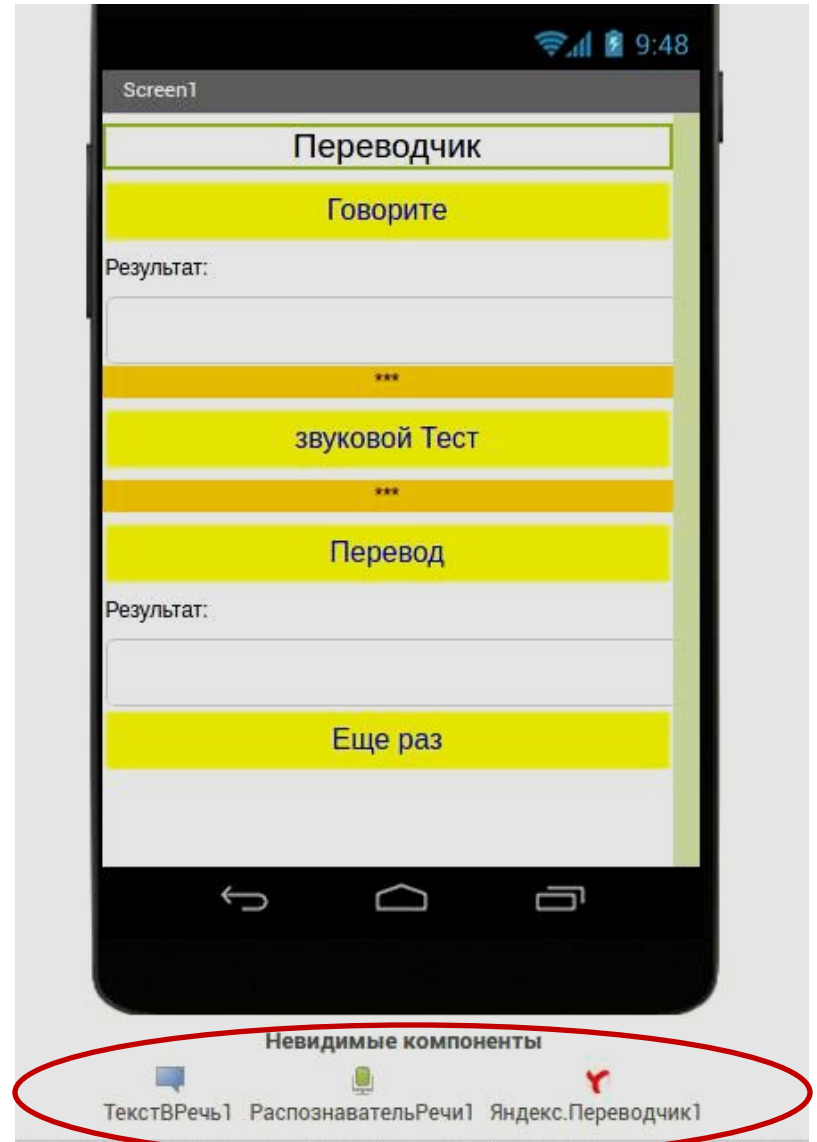 9:48
Screen1
Переводчик
Говорите
Результат:
***
звуковой Тест
***
Перевод
Результат:
Еще раз
Невидимые компоненты
ТекстВРечь1 РаспознавательРечи1 Яндекс.Переводчик1